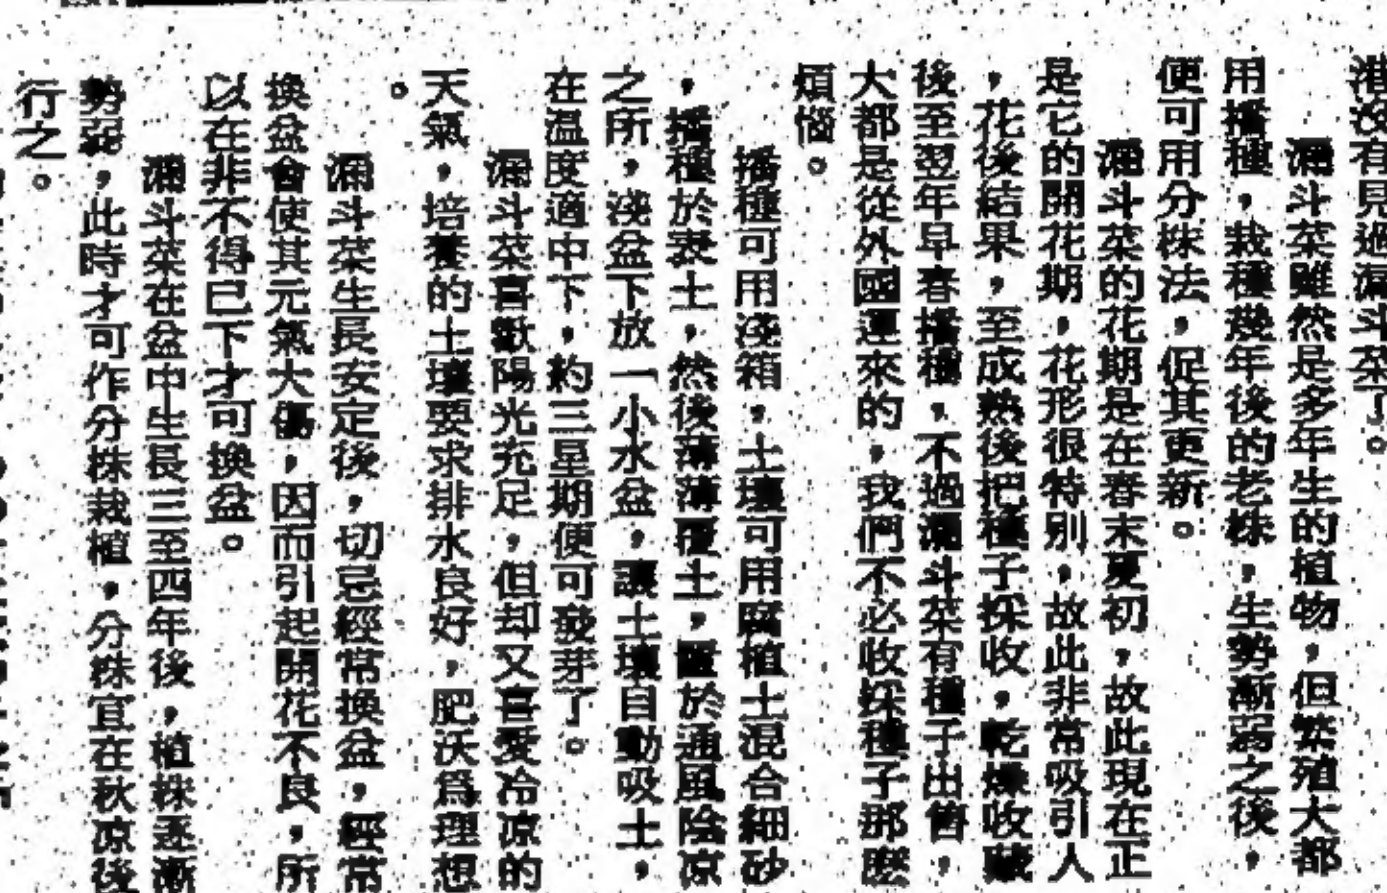 港沒有見過漏斗菜了。
漏斗菜雖然是多年生的植物，但繁殖大都
用播種，栽種幾年後的老株，生勢漸弱之後，
便可用分株法，促其更新。
漏斗菜的花期是在春末夏初，故此現在正
是它的開花期，花形很特別，故此非常吸引人
，花後結果，至成熟後把種子採收，乾燥收藏
後至翌年早春播種，不過漏斗菜有種子出售，
大都是從外國運來的，我們不必收採種子那麼
煩惱。
播種可用淺箱，土壤可用腐植土混合細砂
，播種於表土，然後薄薄覆土，置於通風陰凉
之所，淺盆下放一小水盆，讓土壤自動吸土，
在温度適中下，約三星期便可發芽了。
漏斗菜喜歡陽光充足，但却又喜愛冷凉的
天氣，培養的土壤要求排水良好，肥沃爲理想
。
漏斗菜生長安定後，切忌經常換盆，經常
換盆會使其元氣大傷，因而引起開花不良，所
以在非不得已下才可換盆。
漏斗菜在盆中生長三至四年後，植株逐漸
勢弱，此時才可作分株栽植，分株宜在秋凉後
行之。